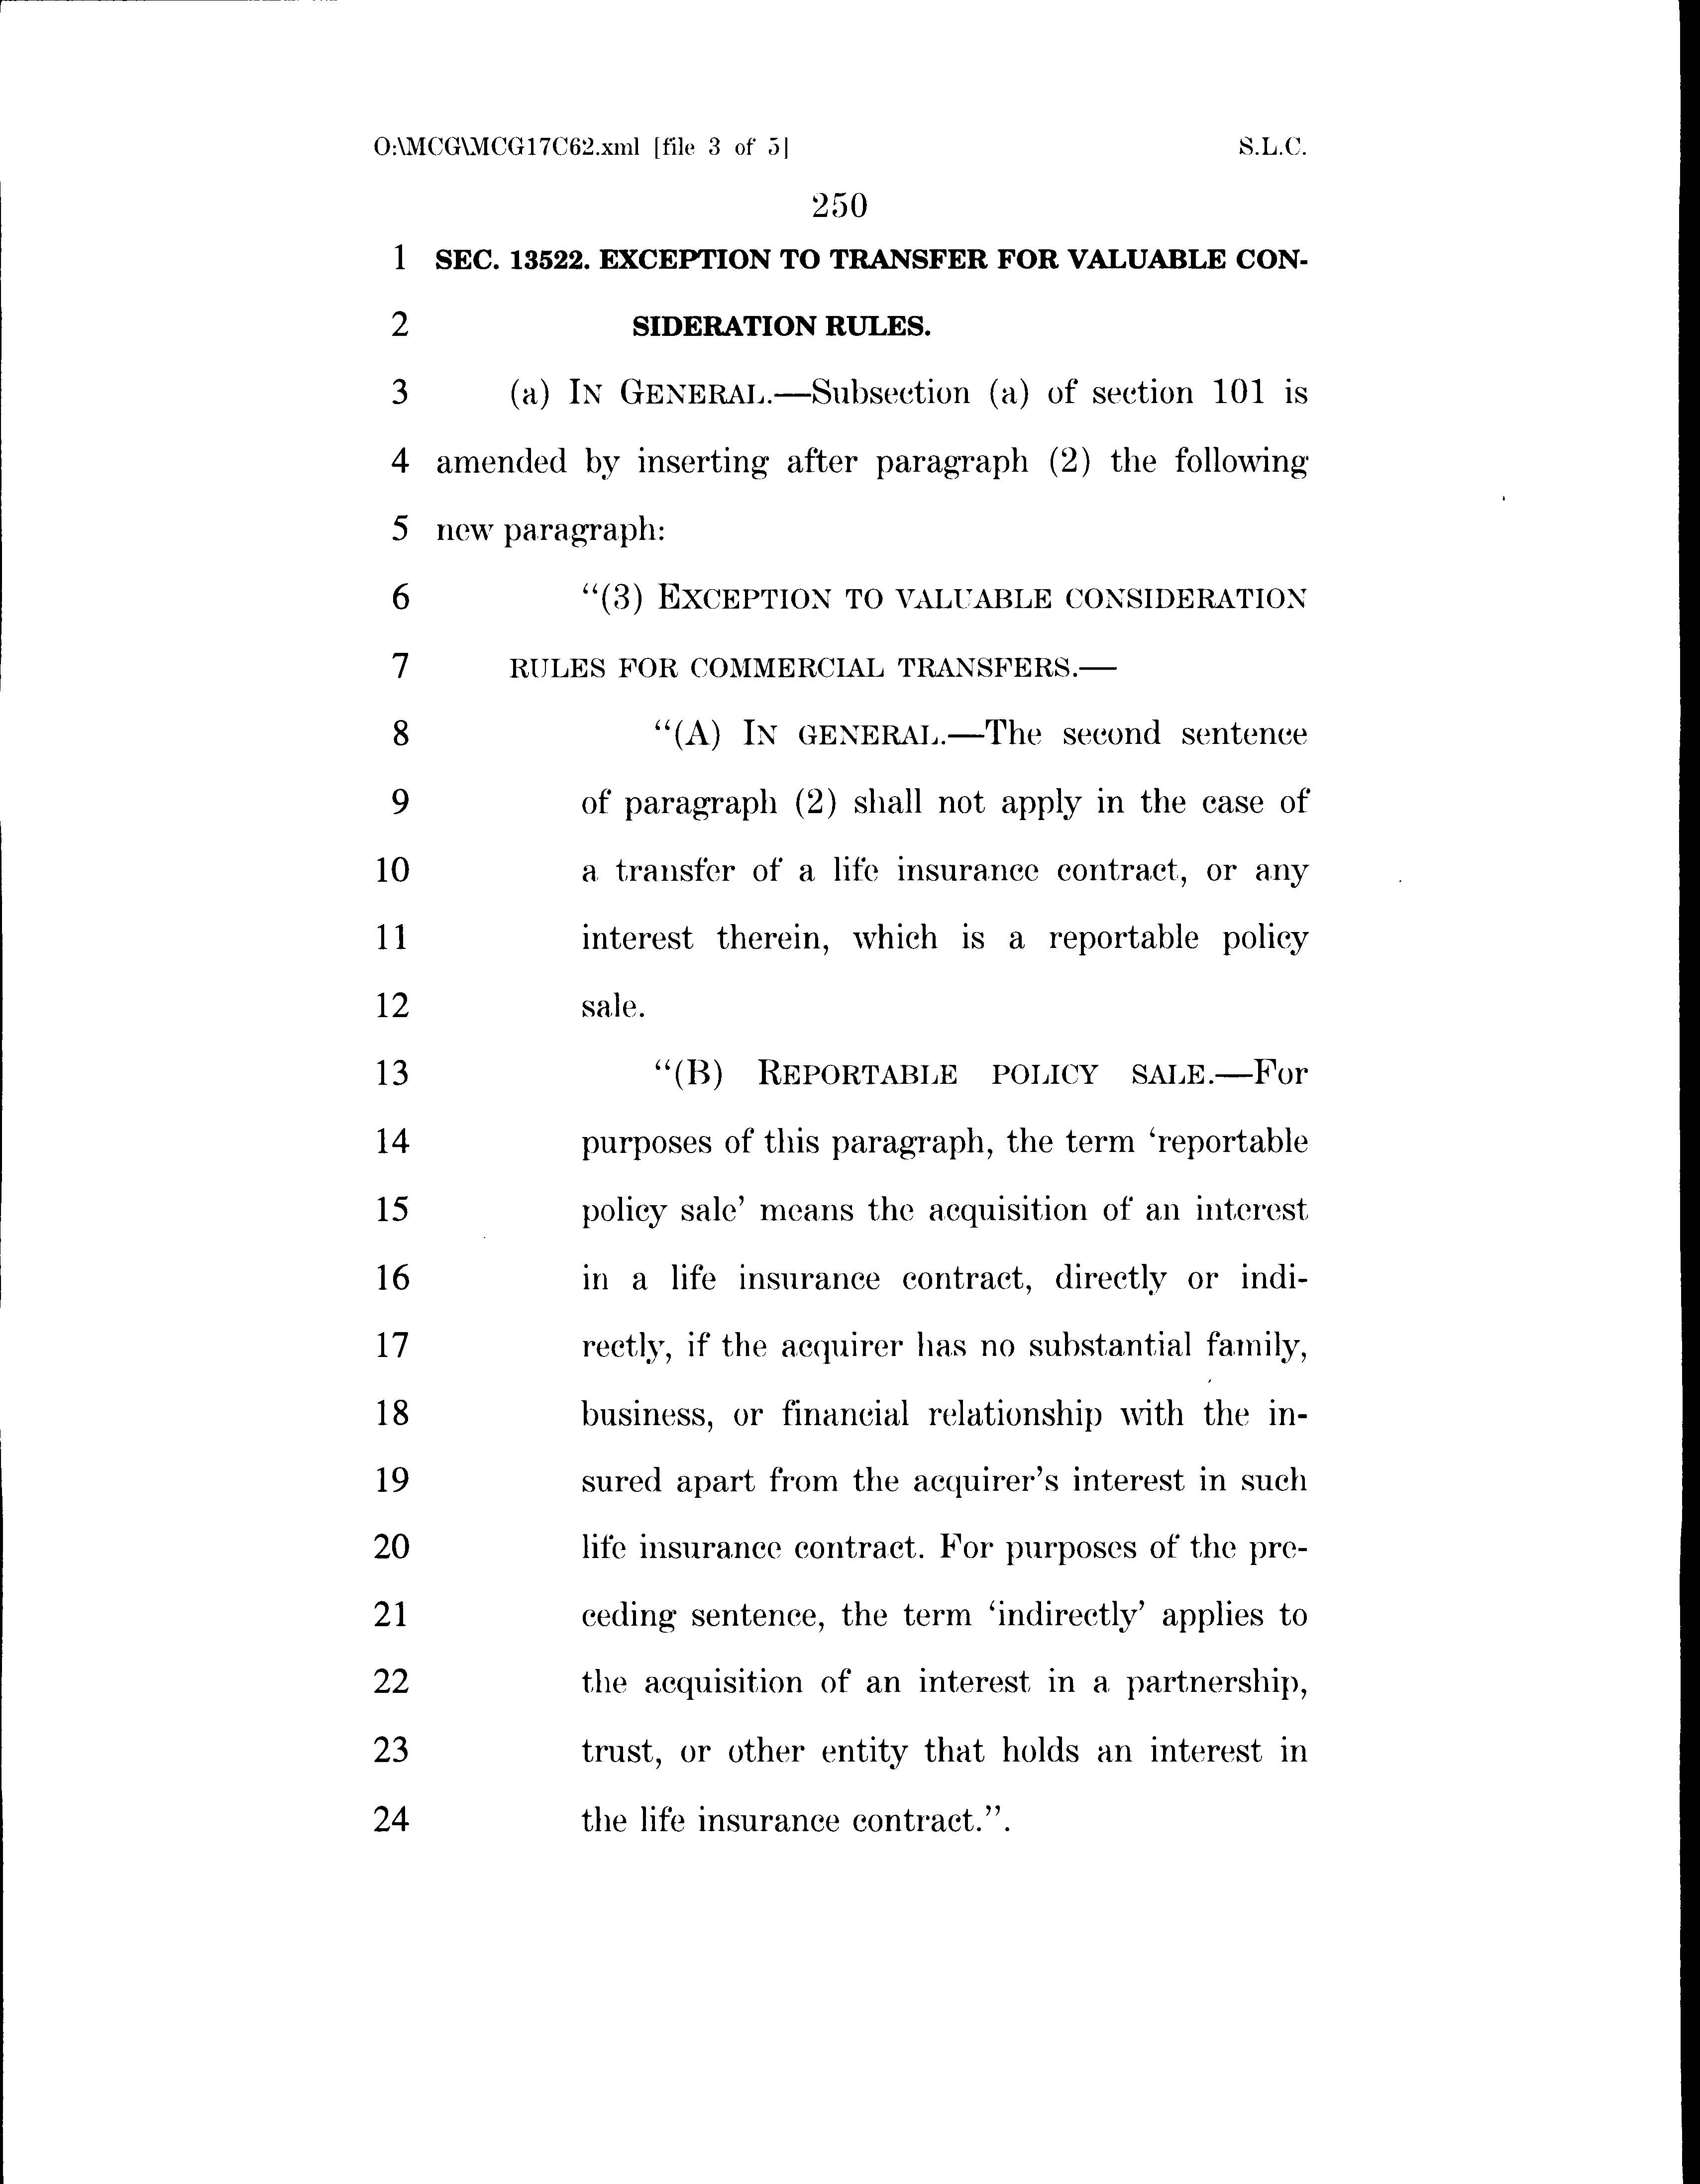 O:\MCG\MCG17C62.xml [file 3 of 5] S.L.C.
250
1 SEC. 13522. EXCEPTION TO TRANSFER FOR VALUABLE CON-
2 SIDERATION RULES.
3 (a) IN GENERAL.—Subsection (a) of section 101 is
4 amended by inserting after paragraph (2) the following
5 new paragraph:
6 “(3) EXCEPTION TO VALUABLE CONSIDERATION
7 RULES FOR COMMERCIAL TRANSFERS.—
8 “(A) IN GENERAL.—The second sentence
9 of paragraph (2) shall not apply in the case of
10 a transfer of a life insurance contract, or any
11 interest therein, which is a reportable policy
12 sale.
13 “(B) REPORTABLE POLICY SALE.—For
14 purposes of this paragraph, the term ‘reportable
15 policy sale’ means the acquisition of an interest
16 in a life insurance contract, directly or indi-
17 rectly, if the acquirer has no substantial family,
18 business, or financial relationship with the in-
19 sured apart from the acquirer’s interest in such
20 life insurance contract. For purposes of the pre-
21 ceding sentence, the term ‘indirectly’ applies to
22 the acquisition of an interest in a partnership,
23 trust, or other entity that holds an interest in
24 the life insurance contract.”.